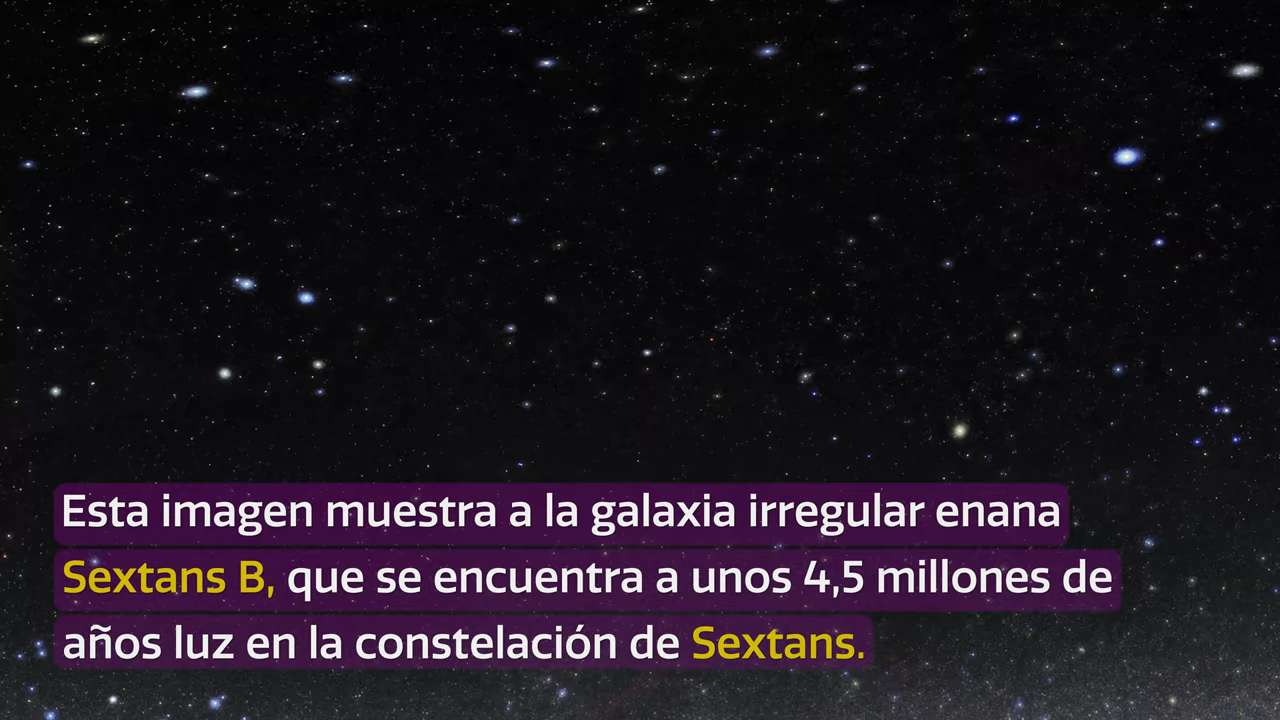 Esta imagen muestra a la galaxia irregular enana
Sextans B, que se encuentra a unos 4,5 millones de
años luz en la constelación de Sextans.